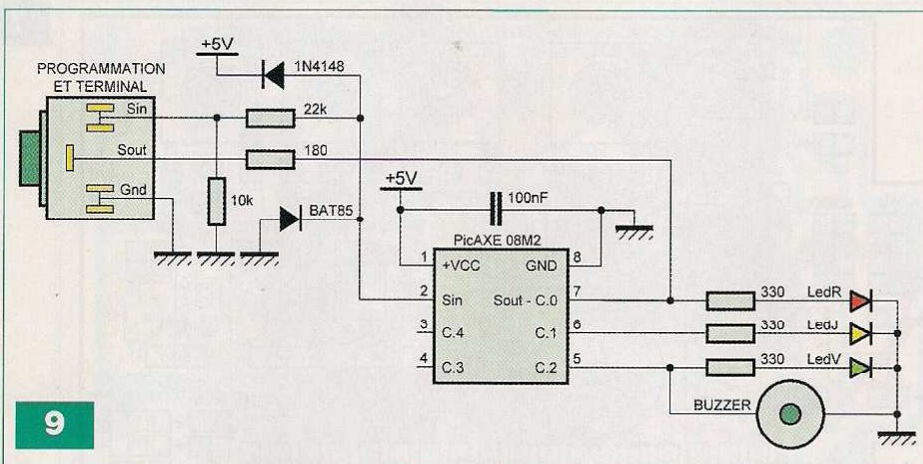 +5V
1N4148
PROGRAMMATION
ET TERMINAL
Sin
22k
Sout
180
Gnd
10k
BAT85
+5V
100nF
PicAXE 08M2
1
+VCC
GND
8
2
Sin
Sout - C.0
7
330
LedR
3
C.4
C.1
6
330
LedJ
4
C.3
C.2
5
330
LedV
BUZZER
9